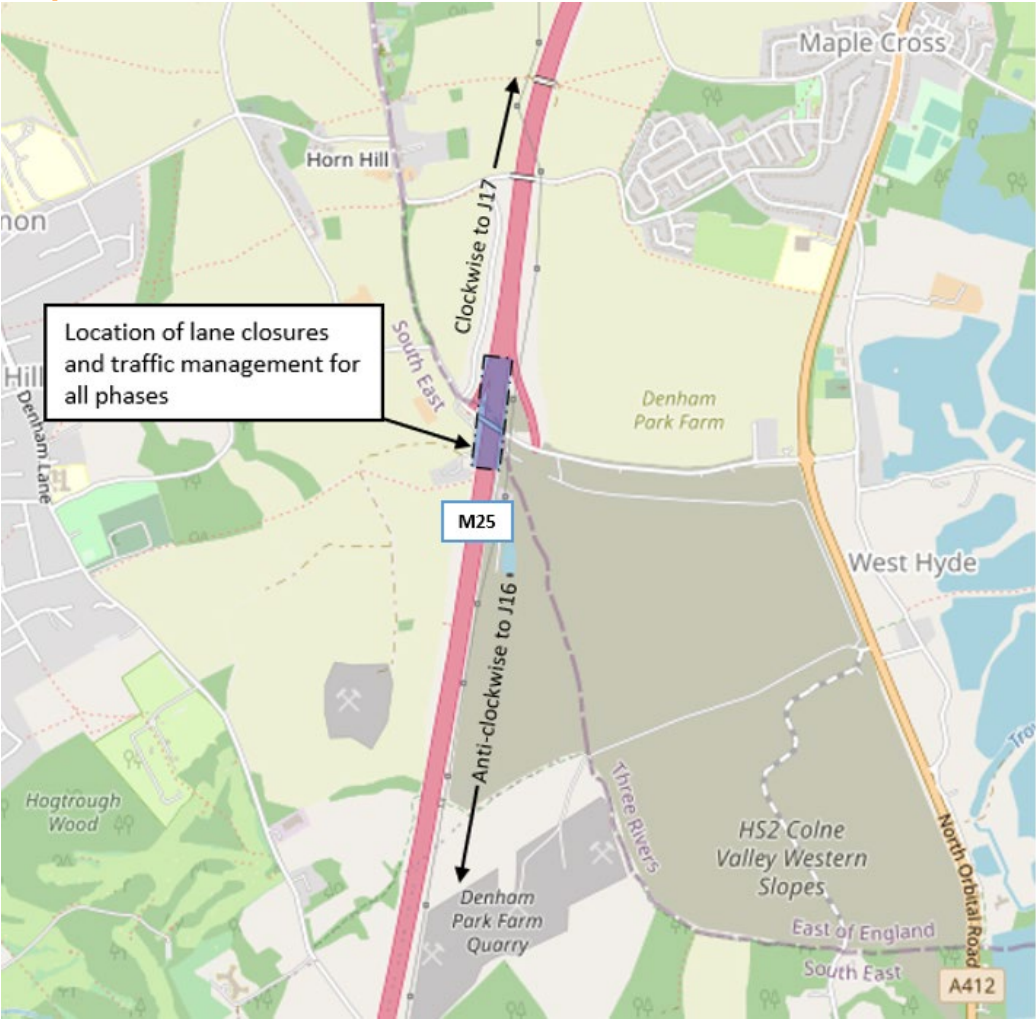 Maple Cross
Horn Hill
non
Clockwise to J17
Location of lane closures
and traffic management for
all phases
South East
Hill
Denham Lane
Denham
Park Farm
M25
West Hyde
Anti-clockwise to J16
Three Rivers
Hogtrough
Wood
HS2 Colne
Valley Western
Slopes
North Orbital Road
Denham
Park Farm
Quarry
East of England
South East
A412